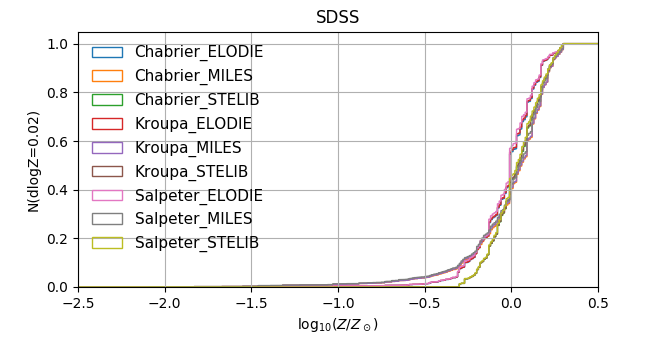 SDSS
1.0
0.8
0.6
0.4
0.2
0.0
N(dlogZ=0.02)
Chabrier_ELODIE
Chabrier_MILES
Chabrier_STELIB
Kroupa_ELODIE
Kroupa_MILES
Kroupa_STELIB
Salpeter_ELODIE
Salpeter_MILES
Salpeter_STELIB
−2.5 −2.0 −1.5 −1.0 −0.5 0.0 0.5
log₁₀(Z/Z⊙)